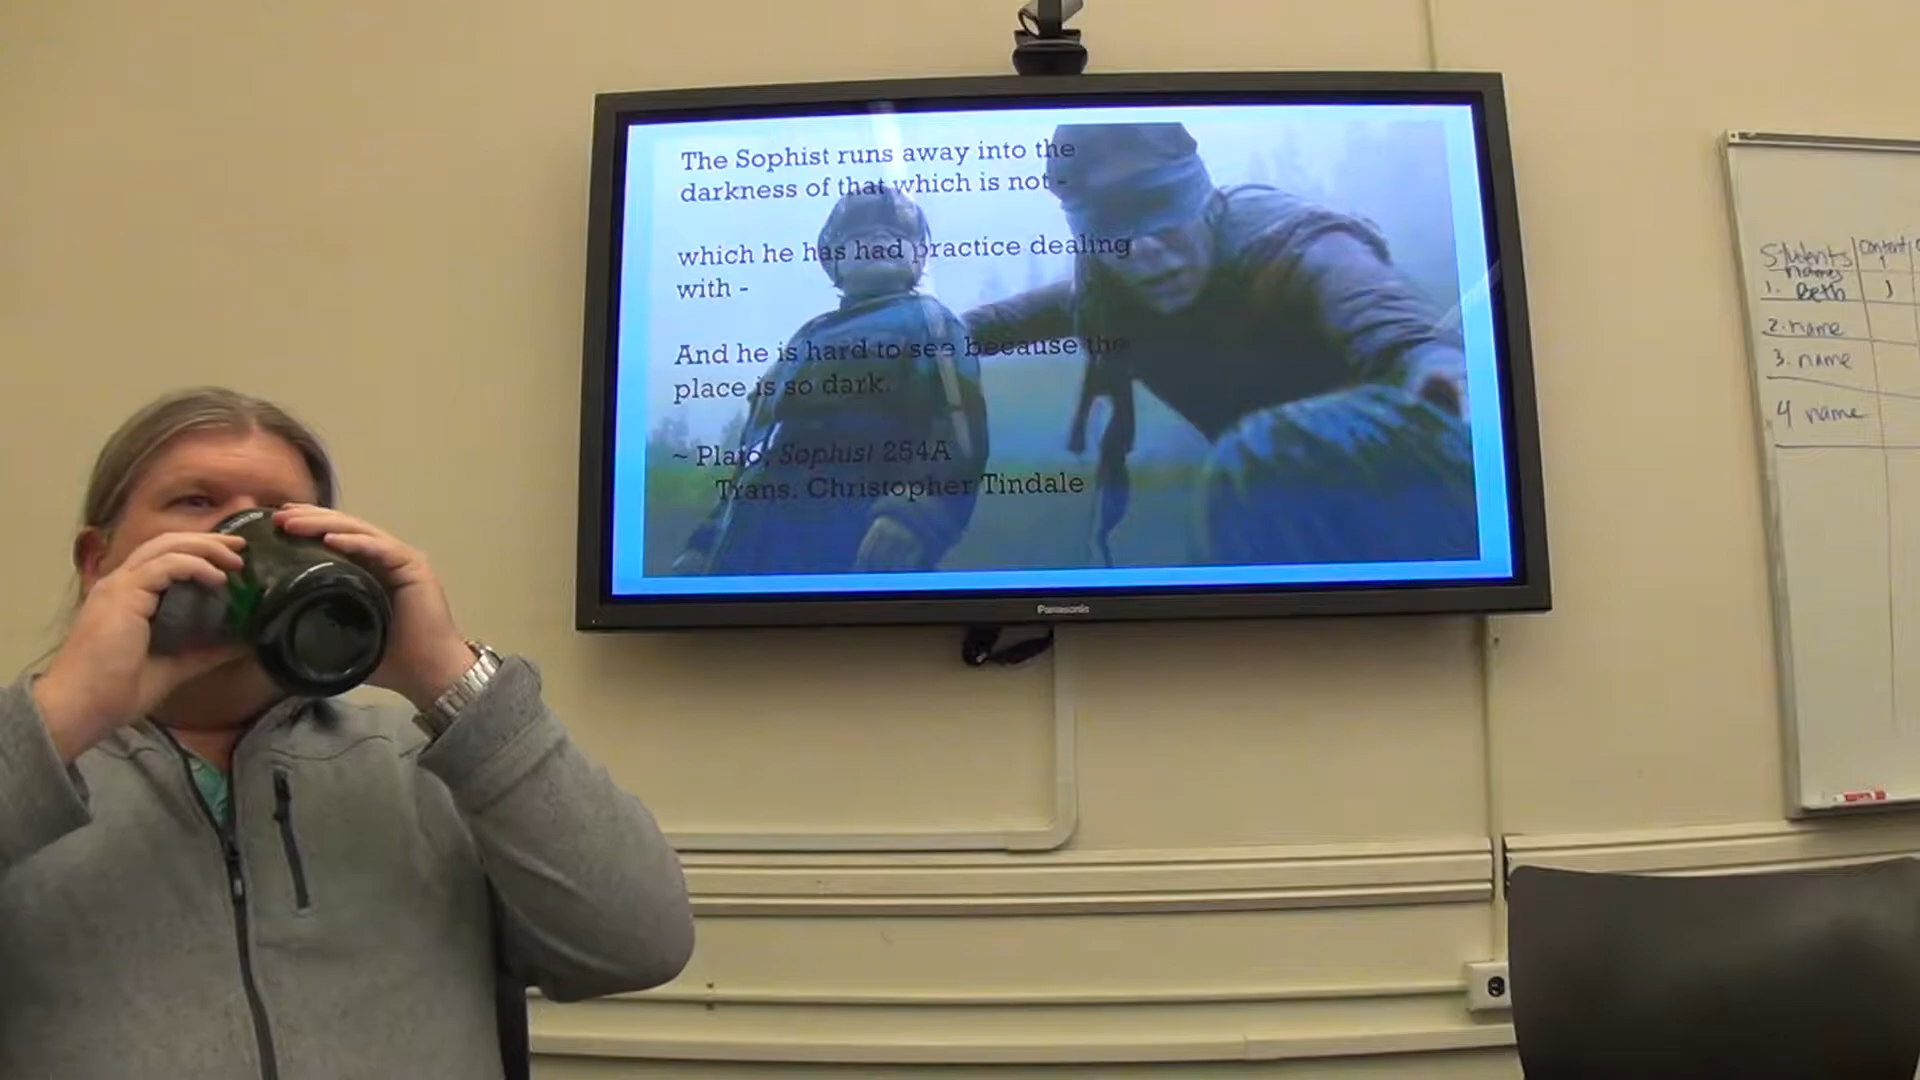 The Sophist runs away into the
darkness of that which is not -
which he has had practice dealing
with -
And he is hard to see because the
place is so dark.
~ Plato, Sophist 254A
Trans. Christopher Tindale
Panasonic
Students names
Content
1. Beth
1
2. name
3. name
4 name